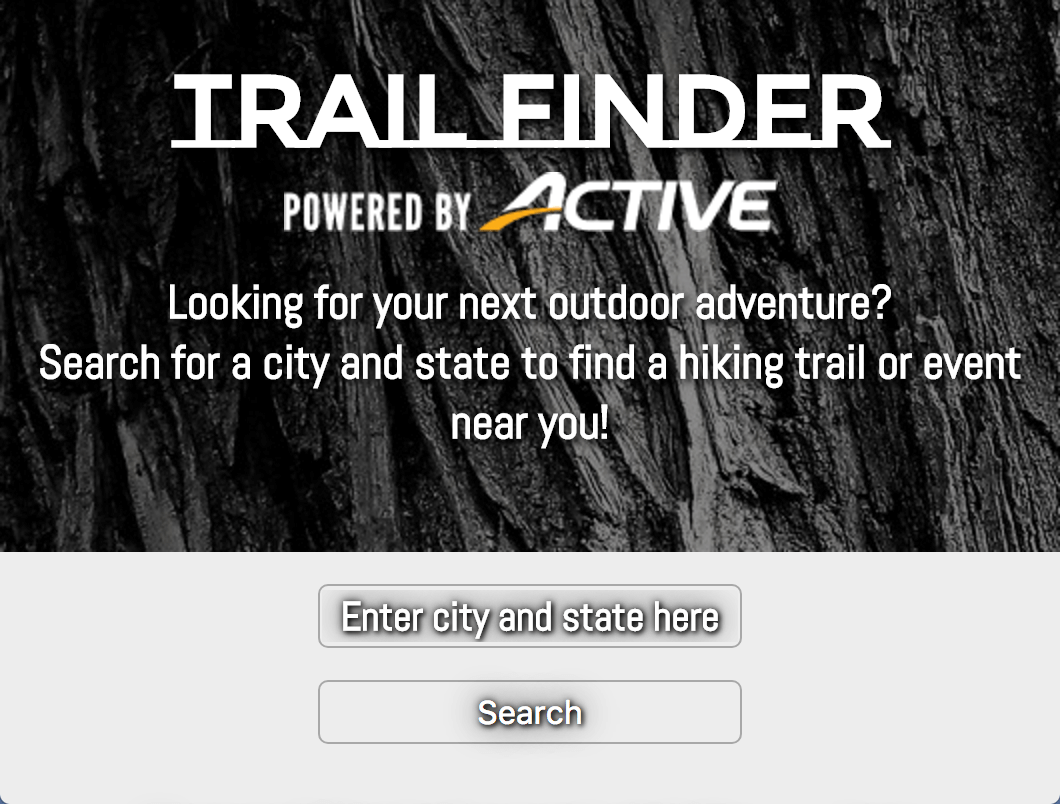 TRAIL FINDER
POWERED BY ACTIVE
Looking for your next outdoor adventure?
Search for a city and state to find a hiking trail or event
near you!
Enter city and state here
Search